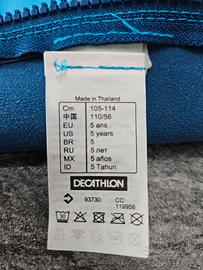 Made in Thailand
Cm 105-114
中国 110/56
EU 5 ans
US 5 years
BR 5
RU 5 лет
MX 5 años
ID 5 Tahun
DECATHLON
93730 CC:
119956